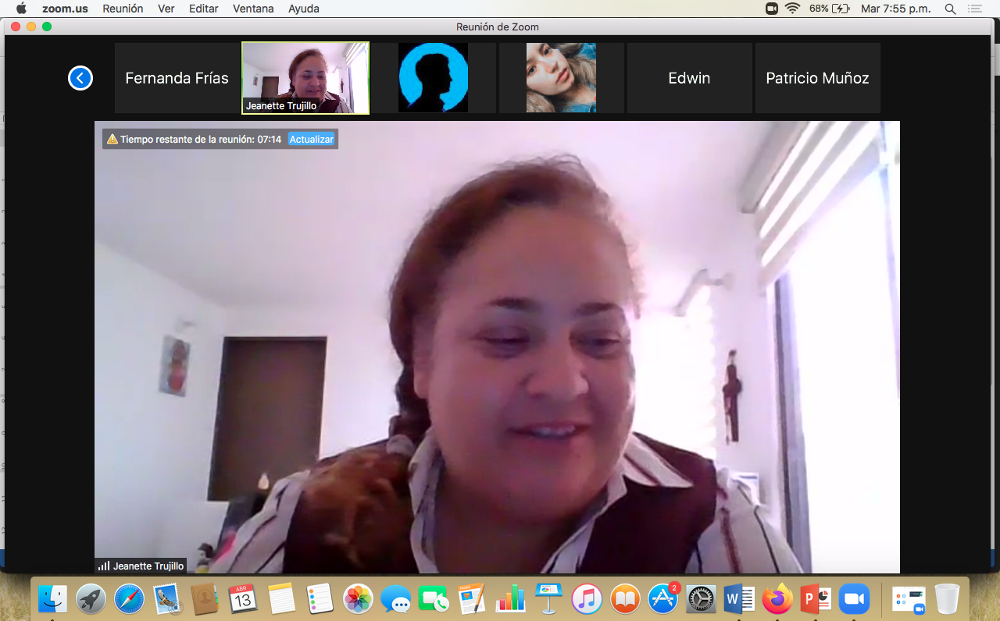 zoom.us Reunión Ver Editar Ventana Ayuda 68% Mar 7:55 p.m.
Reunión de Zoom
Fernanda Frías
Jeanette Trujillo
Edwin
Patricio Muñoz
Tiempo restante de la reunión: 07:14 Actualizar
Jeanette Trujillo
ABR
13
PAGES
2
W
P